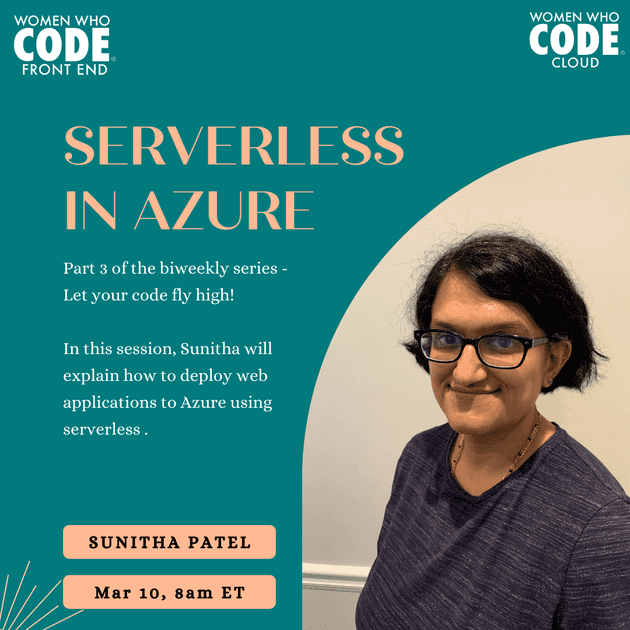 WOMEN WHO
CODE®
FRONT END
WOMEN WHO
CODE®
CLOUD
SERVERLESS
IN AZURE
Part 3 of the biweekly series -
Let your code fly high!
In this session, Sunitha will
explain how to deploy web
applications to Azure using
serverless .
SUNITHA PATEL
Mar 10, 8am ET